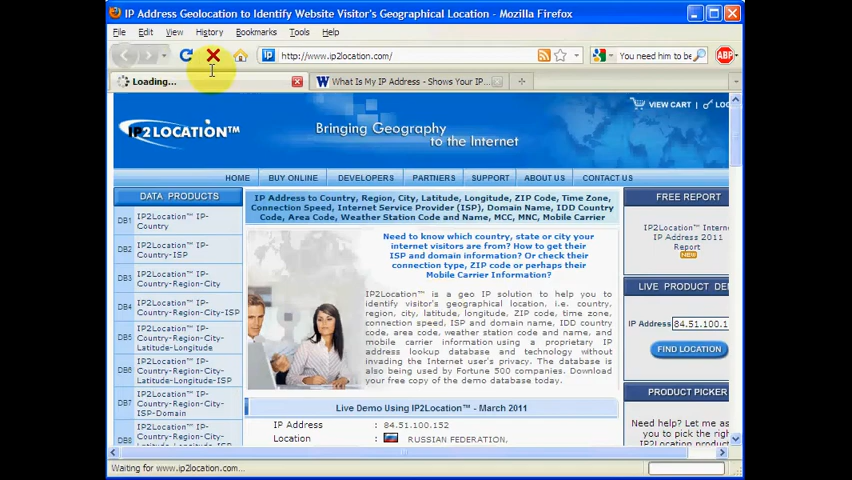 IP Address Geolocation to Identify Website Visitor's Geographical Location - Mozilla Firefox
File Edit View History Bookmarks Tools Help
ip http://www.ip2location.com/ You need him to be ABP
Loading... W What Is My IP Address - Shows Your IP...
VIEW CART LOG
IP2LOCATION™
Bringing Geography
to the Internet
HOME BUY ONLINE DEVELOPERS PARTNERS SUPPORT ABOUT US CONTACT US
DATA PRODUCTS
DB1 IP2Location™ IP-
Country
DB2 IP2Location™ IP-
Country-ISP
DB3 IP2Location™ IP-
Country-Region-City
DB4 IP2Location™ IP-
Country-Region-City-ISP
DB5 IP2Location™ IP-
Country-Region-City-
Latitude-Longitude
DB6 IP2Location™ IP-
Country-Region-City-
Latitude-Longitude-ISP
DB7 IP2Location™ IP-
Country-Region-City-
ISP-Domain
DB8 IP2Location™ IP-
Country-Region-City-
IP Address to Country, Region, City, Latitude, Longitude, ZIP Code, Time Zone,
Connection Speed, Internet Service Provider (ISP), Domain Name, IDD Country
Code, Area Code, Weather Station Code and Name, MCC, MNC, Mobile Carrier
Need to know which country, state or city your
internet visitors are from? How to get their
ISP and domain information? Or check their
connection type, ZIP code or perhaps their
Mobile Carrier Information?
IP2Location™ is a geo IP solution to help you to
identify visitor's geographical location, i.e. country,
region, city, latitude, longitude, ZIP code, time zone,
connection speed, ISP and domain name, IDD country
code, area code, weather station code and name, and
mobile carrier information using a proprietary IP
address lookup database and technology without
invading the Internet user's privacy. The database is
also being used by Fortune 500 companies. Download
your free copy of the demo database today.
Live Demo Using IP2Location™ - March 2011
IP Address : 84.51.100.152
Location : RUSSIAN FEDERATION,
FREE REPORT
IP2Location™ Intern
IP Address 2011
Report
NEW
LIVE PRODUCT DE
IP Address 84.51.100.1
FIND LOCATION
PRODUCT PICKER
Need help? Let me as
you to pick the righ
IP2Location produc
Waiting for www.ip2location.com...